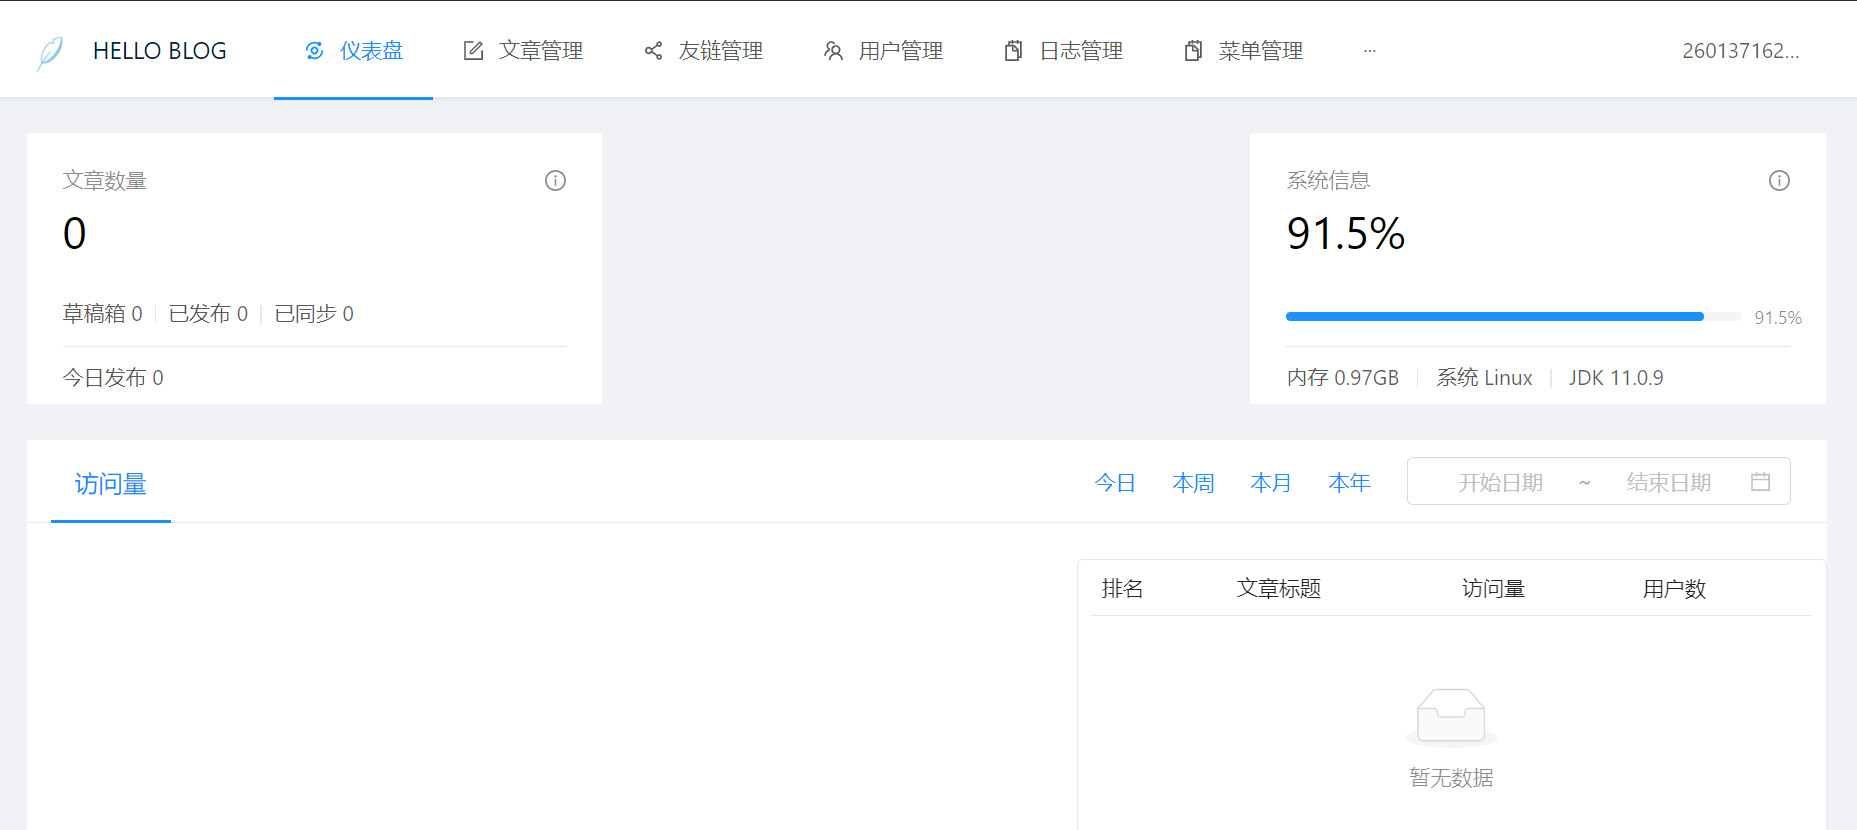 HELLO BLOG 仪表盘 文章管理 友链管理 用户管理 日志管理 菜单管理 ··· 260137162...
文章数量
0
草稿箱 0 已发布 0 已同步 0
今日发布 0
系统信息
91.5%
91.5%
内存 0.97GB 系统 Linux JDK 11.0.9
访问量 今日 本周 本月 本年 开始日期 ~ 结束日期
排名 文章标题 访问量 用户数
暂无数据